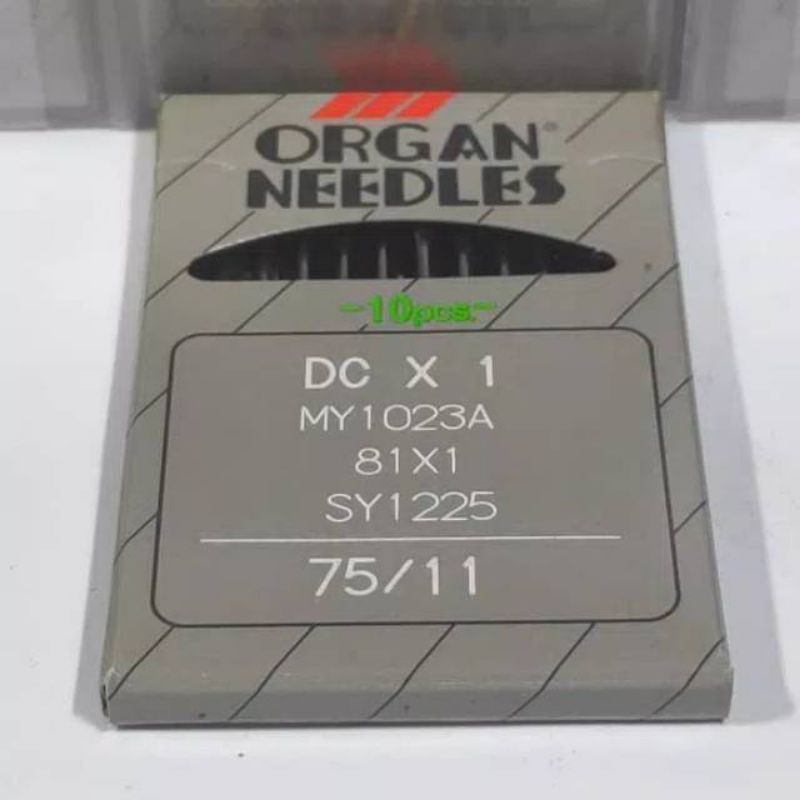 ORGAN®
NEEDLES
-10pcs.-
DC X 1
MY1023A
81X1
SY1225
75/11